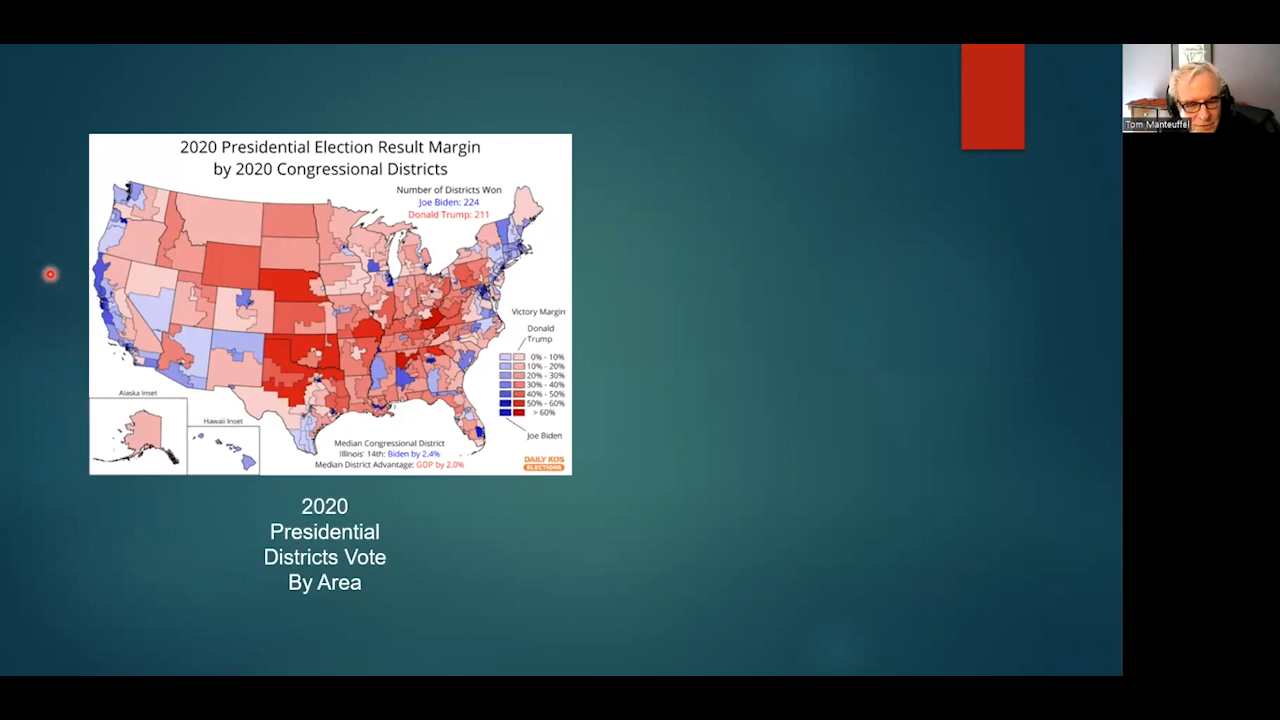 2020 Presidential Election Result Margin
by 2020 Congressional Districts
Number of Districts Won
Joe Biden: 224
Donald Trump: 211
Victory Margin
Donald
Trump
0% - 10%
10% - 20%
20% - 30%
30% - 40%
40% - 50%
50% - 60%
> 60%
Joe Biden
Alaska Inset
Hawaii Inset
Median Congressional District
Illinois' 14th: Biden by 2.4%
Median District Advantage: GOP by 2.0%
DAILY KOS
ELECTIONS
2020
Presidential
Districts Vote
By Area
Tom Manteuffel